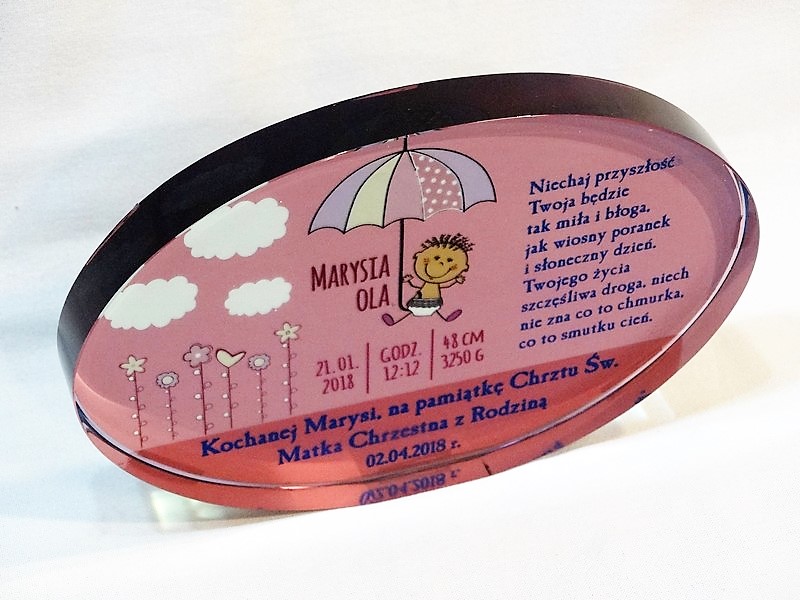 MARYSIA
OLA
21.01.
2018
GODZ.
12:12
48 CM
3250 G
Niechaj przyszłość
Twoja będzie
tak miła i błoga,
jak wiosny poranek
i słoneczny dzień.
Twojego życia
szczęśliwa droga, niech
nie zna co to chmurka,
co to smutku cień.
Kochanej Marysi, na pamiątkę Chrztu Św.
Matka Chrzestna z Rodziną
02.04.2018 r.